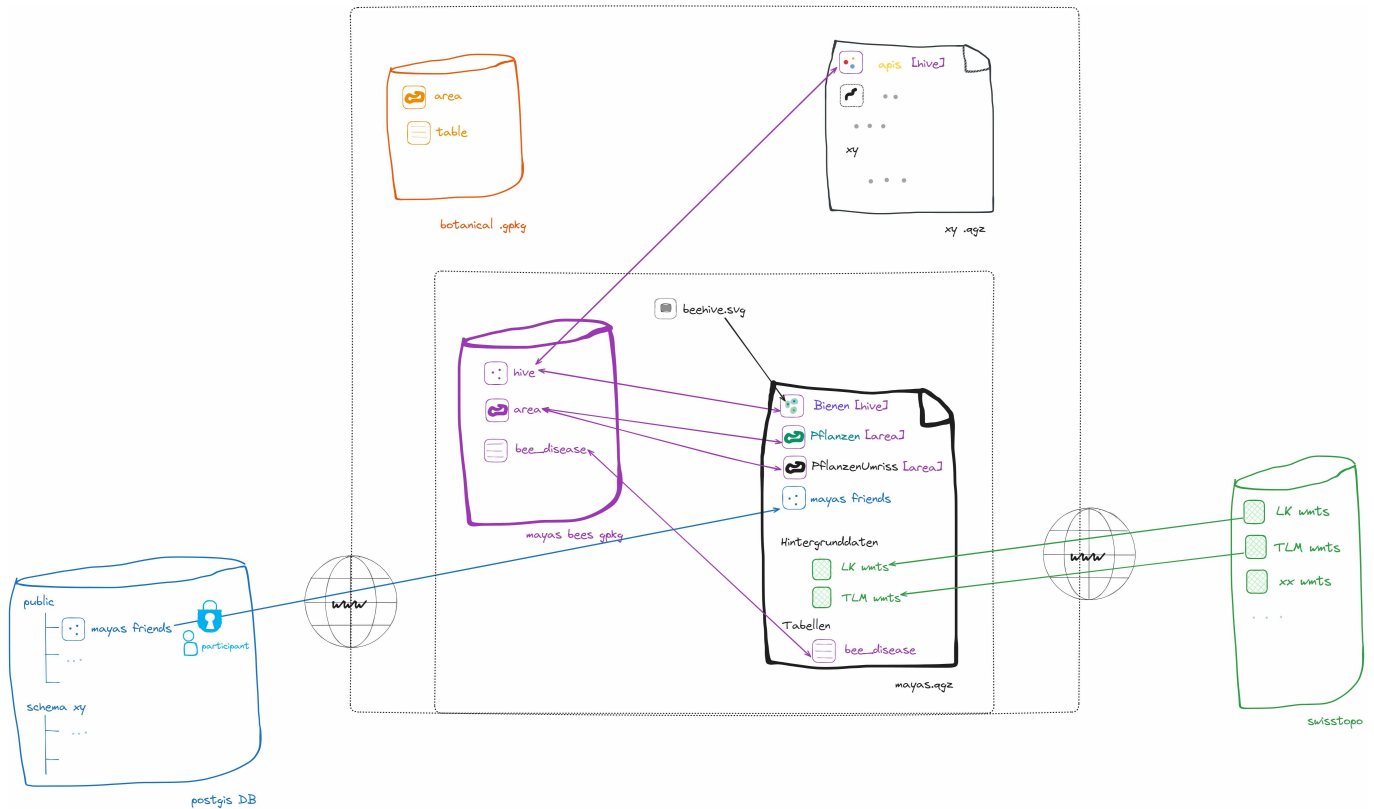 area
table
botanical .gpkg
apis [hive]
xy
xy .qgz
beehive.svg
hive
area
bee_disease
mayas bees gpkg
Bienen [hive]
Pflanzen [area]
PflanzenUmriss [area]
mayas friends
Hintergrunddaten
LK wmts
TLM wmts
Tabellen
bee_disease
mayas.qgz
www
www
public
mayas friends
participant
schema xy
postgis DB
LK wmts
TLM wmts
xx wmts
swisstopo